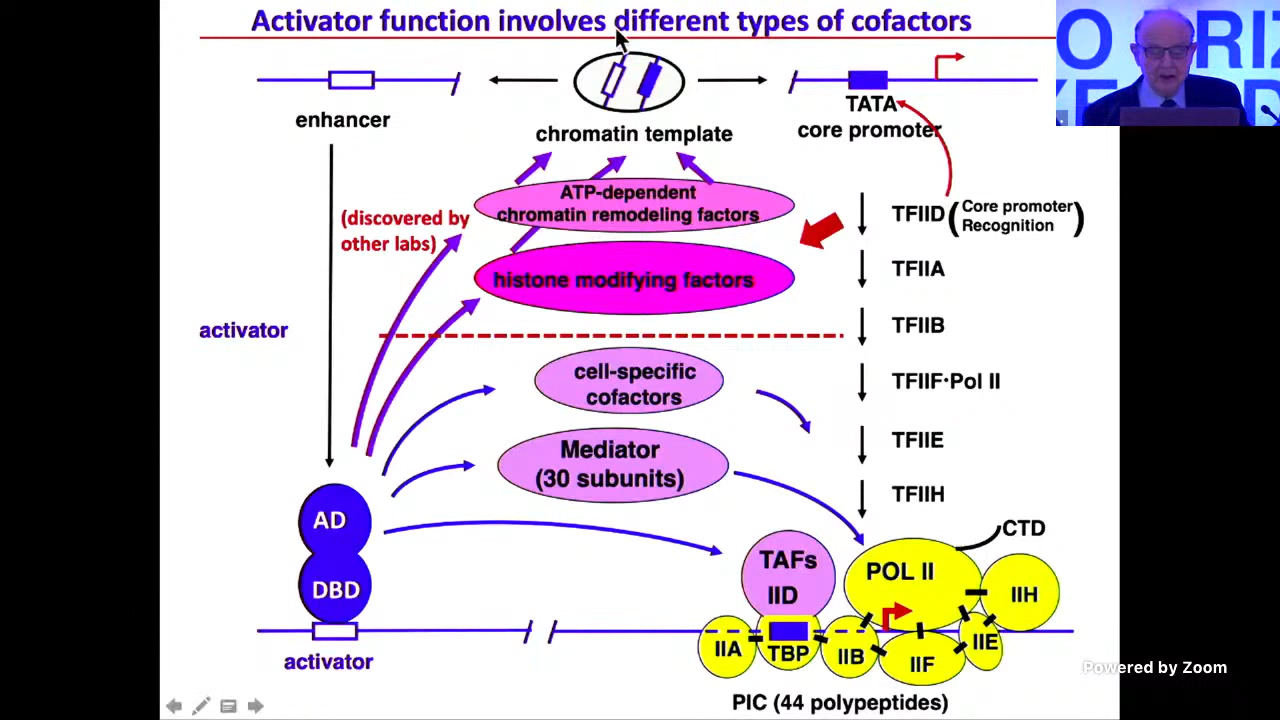 Activator function involves different types of cofactors
O RIZ
enhancer
chromatin template
TATA
core promoter
ATP-dependent
chromatin remodeling factors
(discovered by
other labs)
TFIID (Core promoter
Recognition)
histone modifying factors
TFIIA
activator
TFIIB
cell-specific
cofactors
TFIIF·Pol II
Mediator
(30 subunits)
TFIIE
TFIIH
AD
DBD
CTD
TAFs
IID
POL II
IIH
IIA
TBP
IIB
IIF
IIE
activator
PIC (44 polypeptides)
Powered by Zoom